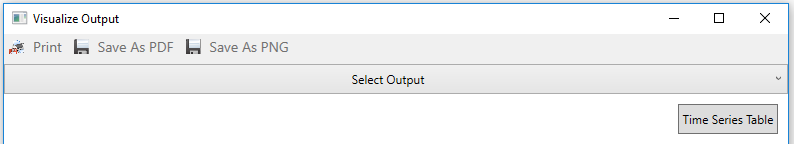 Visualize Output
Print Save As PDF Save As PNG
Select Output
Time Series Table